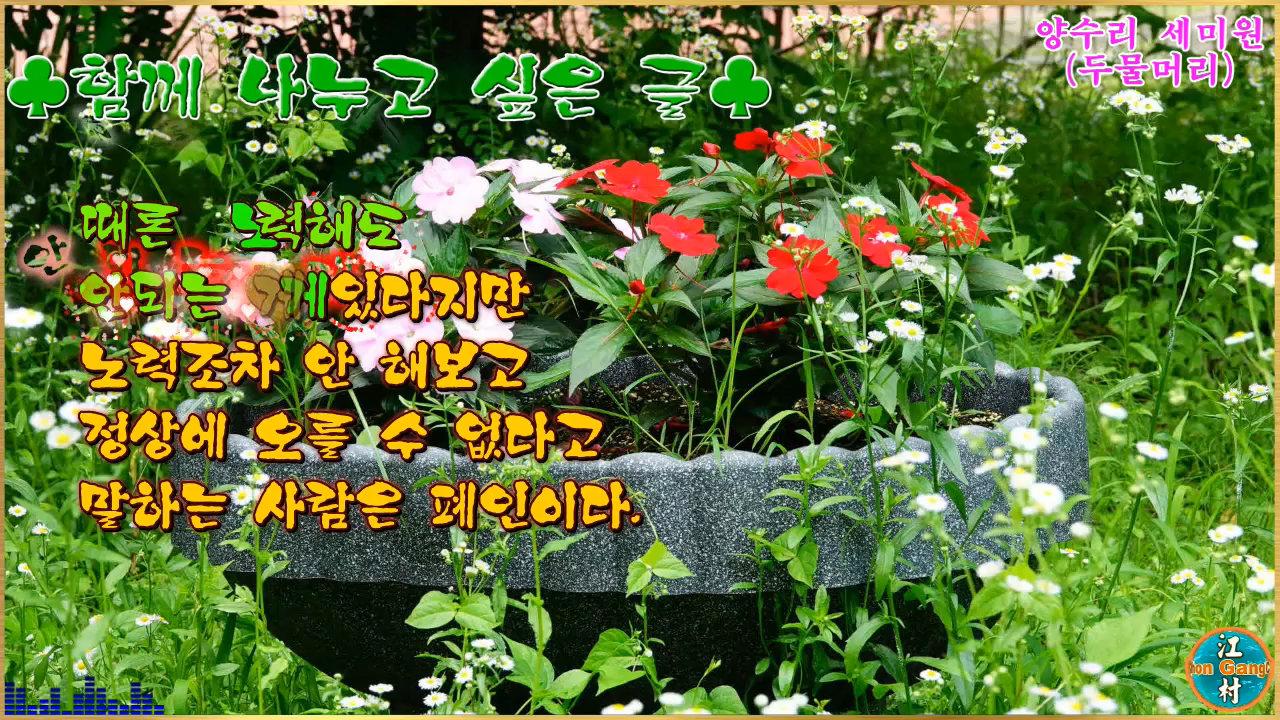 ♣함께 나누고 싶은 글♣
양수리 세미원
(두물머리)
때론 노력해도
안
안되는 게있다지만
노력조차 안 해보고
정상에 오를 수 없다고
말하는 사람은 폐인이다.
江
hon Gang
村